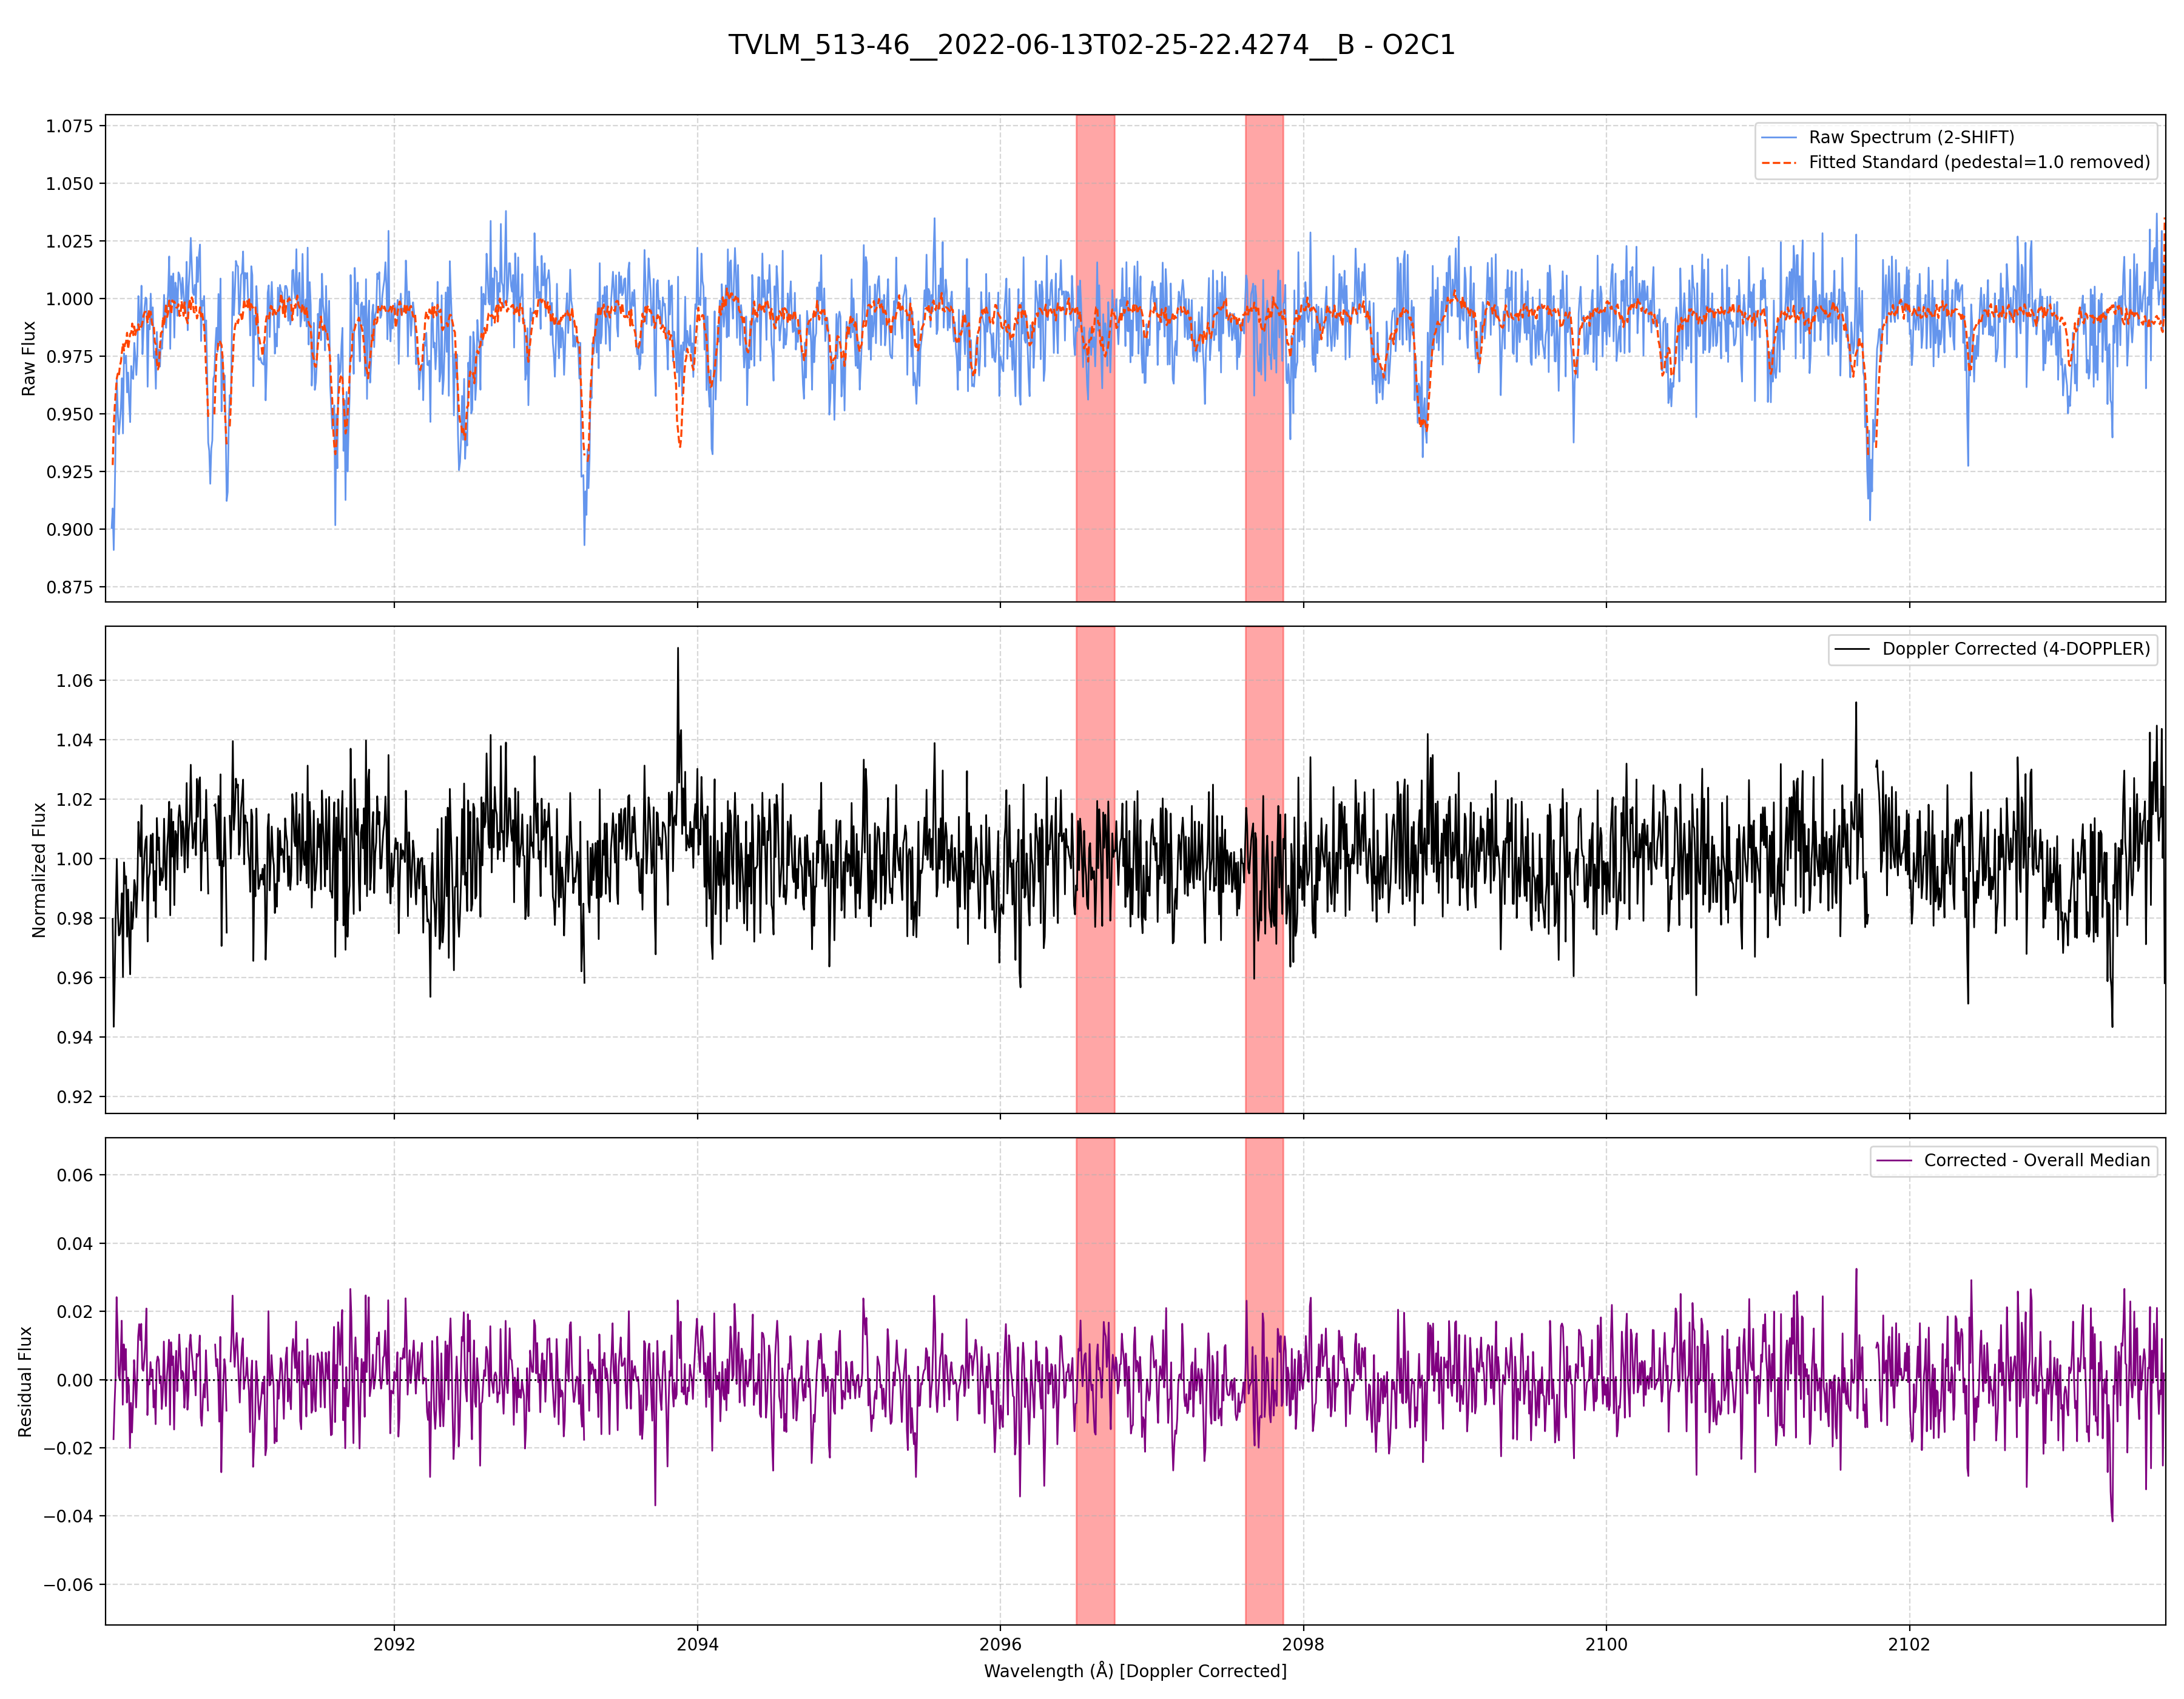 TVLM_513-46__2022-06-13T02-25-22.4274__B - O2C1
1.075
1.050
1.025
1.000
0.975
0.950
0.925
0.900
0.875
Raw Flux
Raw Spectrum (2-SHIFT)
Fitted Standard (pedestal=1.0 removed)
1.06
1.04
1.02
1.00
0.98
0.96
0.94
0.92
Normalized Flux
Doppler Corrected (4-DOPPLER)
0.06
0.04
0.02
0.00
−0.02
−0.04
−0.06
Residual Flux
Corrected - Overall Median
2092 2094 2096 2098 2100 2102
Wavelength (Å) [Doppler Corrected]